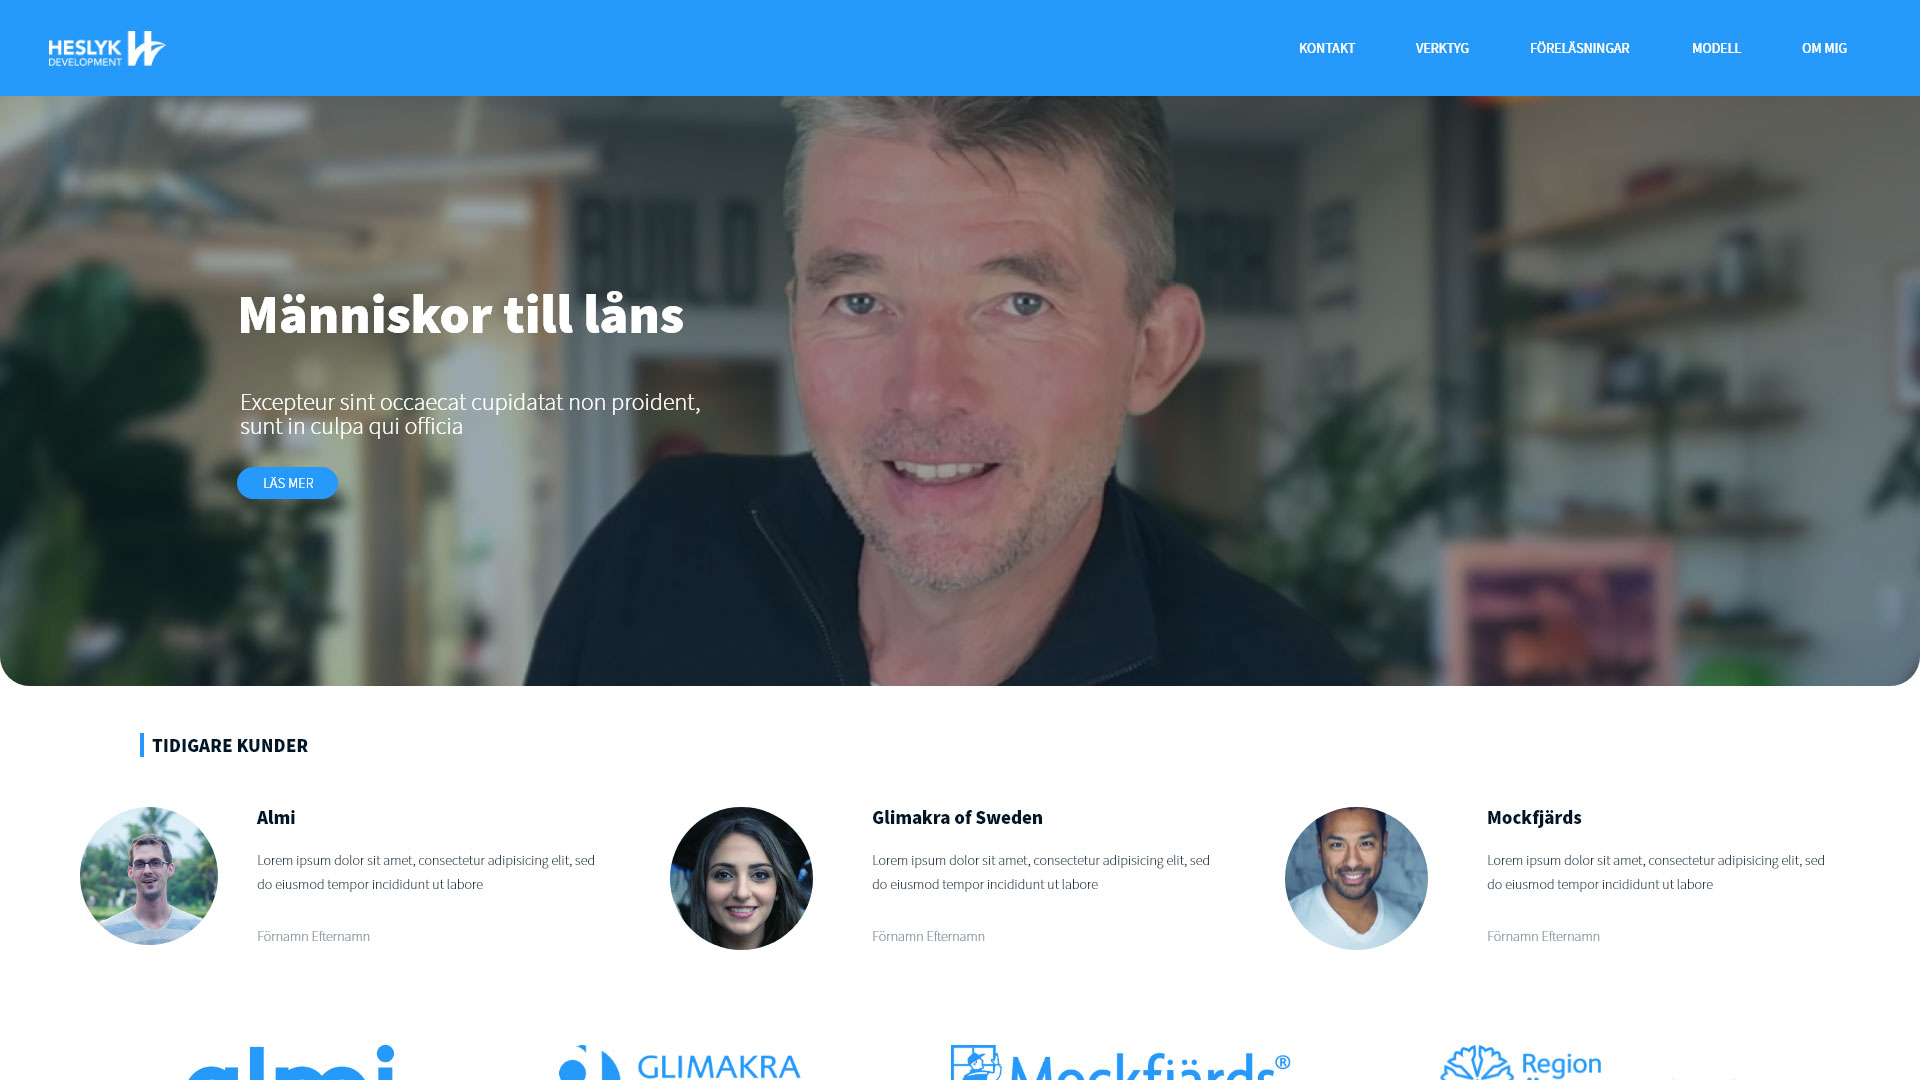 HESLYK
DEVELOPMENT
KONTAKT
VERKTYG
FÖRELÄSNINGAR
MODELL
OM MIG
BUILD
Människor till låns
Excepteur sint occaecat cupidatat non proident,
sunt in culpa qui officia
LÄS MER
TIDIGARE KUNDER
Almi
Lorem ipsum dolor sit amet, consectetur adipisicing elit, sed
do eiusmod tempor incididunt ut labore
Förnamn Efternamn
Glimakra of Sweden
Lorem ipsum dolor sit amet, consectetur adipisicing elit, sed
do eiusmod tempor incididunt ut labore
Förnamn Efternamn
Mockfjärds
Lorem ipsum dolor sit amet, consectetur adipisicing elit, sed
do eiusmod tempor incididunt ut labore
Förnamn Efternamn
almi
GLIMAKRA
Mockfjärds®
Region